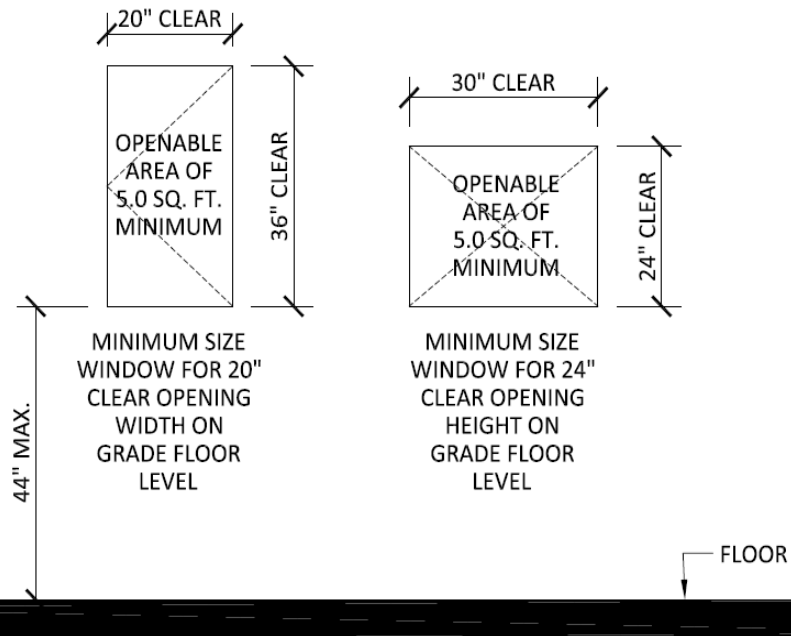 20" CLEAR
OPENABLE
AREA OF
5.0 SQ. FT.
MINIMUM
36" CLEAR
MINIMUM SIZE
WINDOW FOR 20"
CLEAR OPENING
WIDTH ON
GRADE FLOOR
LEVEL
30" CLEAR
OPENABLE
AREA OF
5.0 SQ. FT.
MINIMUM
24" CLEAR
MINIMUM SIZE
WINDOW FOR 24"
CLEAR OPENING
HEIGHT ON
GRADE FLOOR
LEVEL
44" MAX.
FLOOR